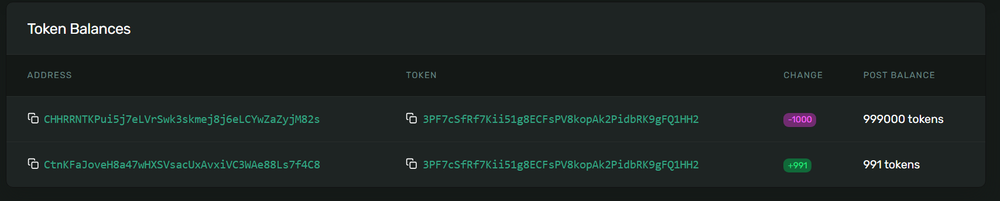 Token Balances
ADDRESS TOKEN CHANGE POST BALANCE
CHHRRNTKPui5j7eLVrSwk3skmej8j6eLCYwZaZyjM82s 3PF7cSfRf7Kii51g8ECFsPV8kopAk2PidbRK9gFQ1HH2 -1000 999000 tokens
CtnKFaJoveH8a47wHXSVsacUxAvxiVC3WAe88Ls7f4C8 3PF7cSfRf7Kii51g8ECFsPV8kopAk2PidbRK9gFQ1HH2 +991 991 tokens